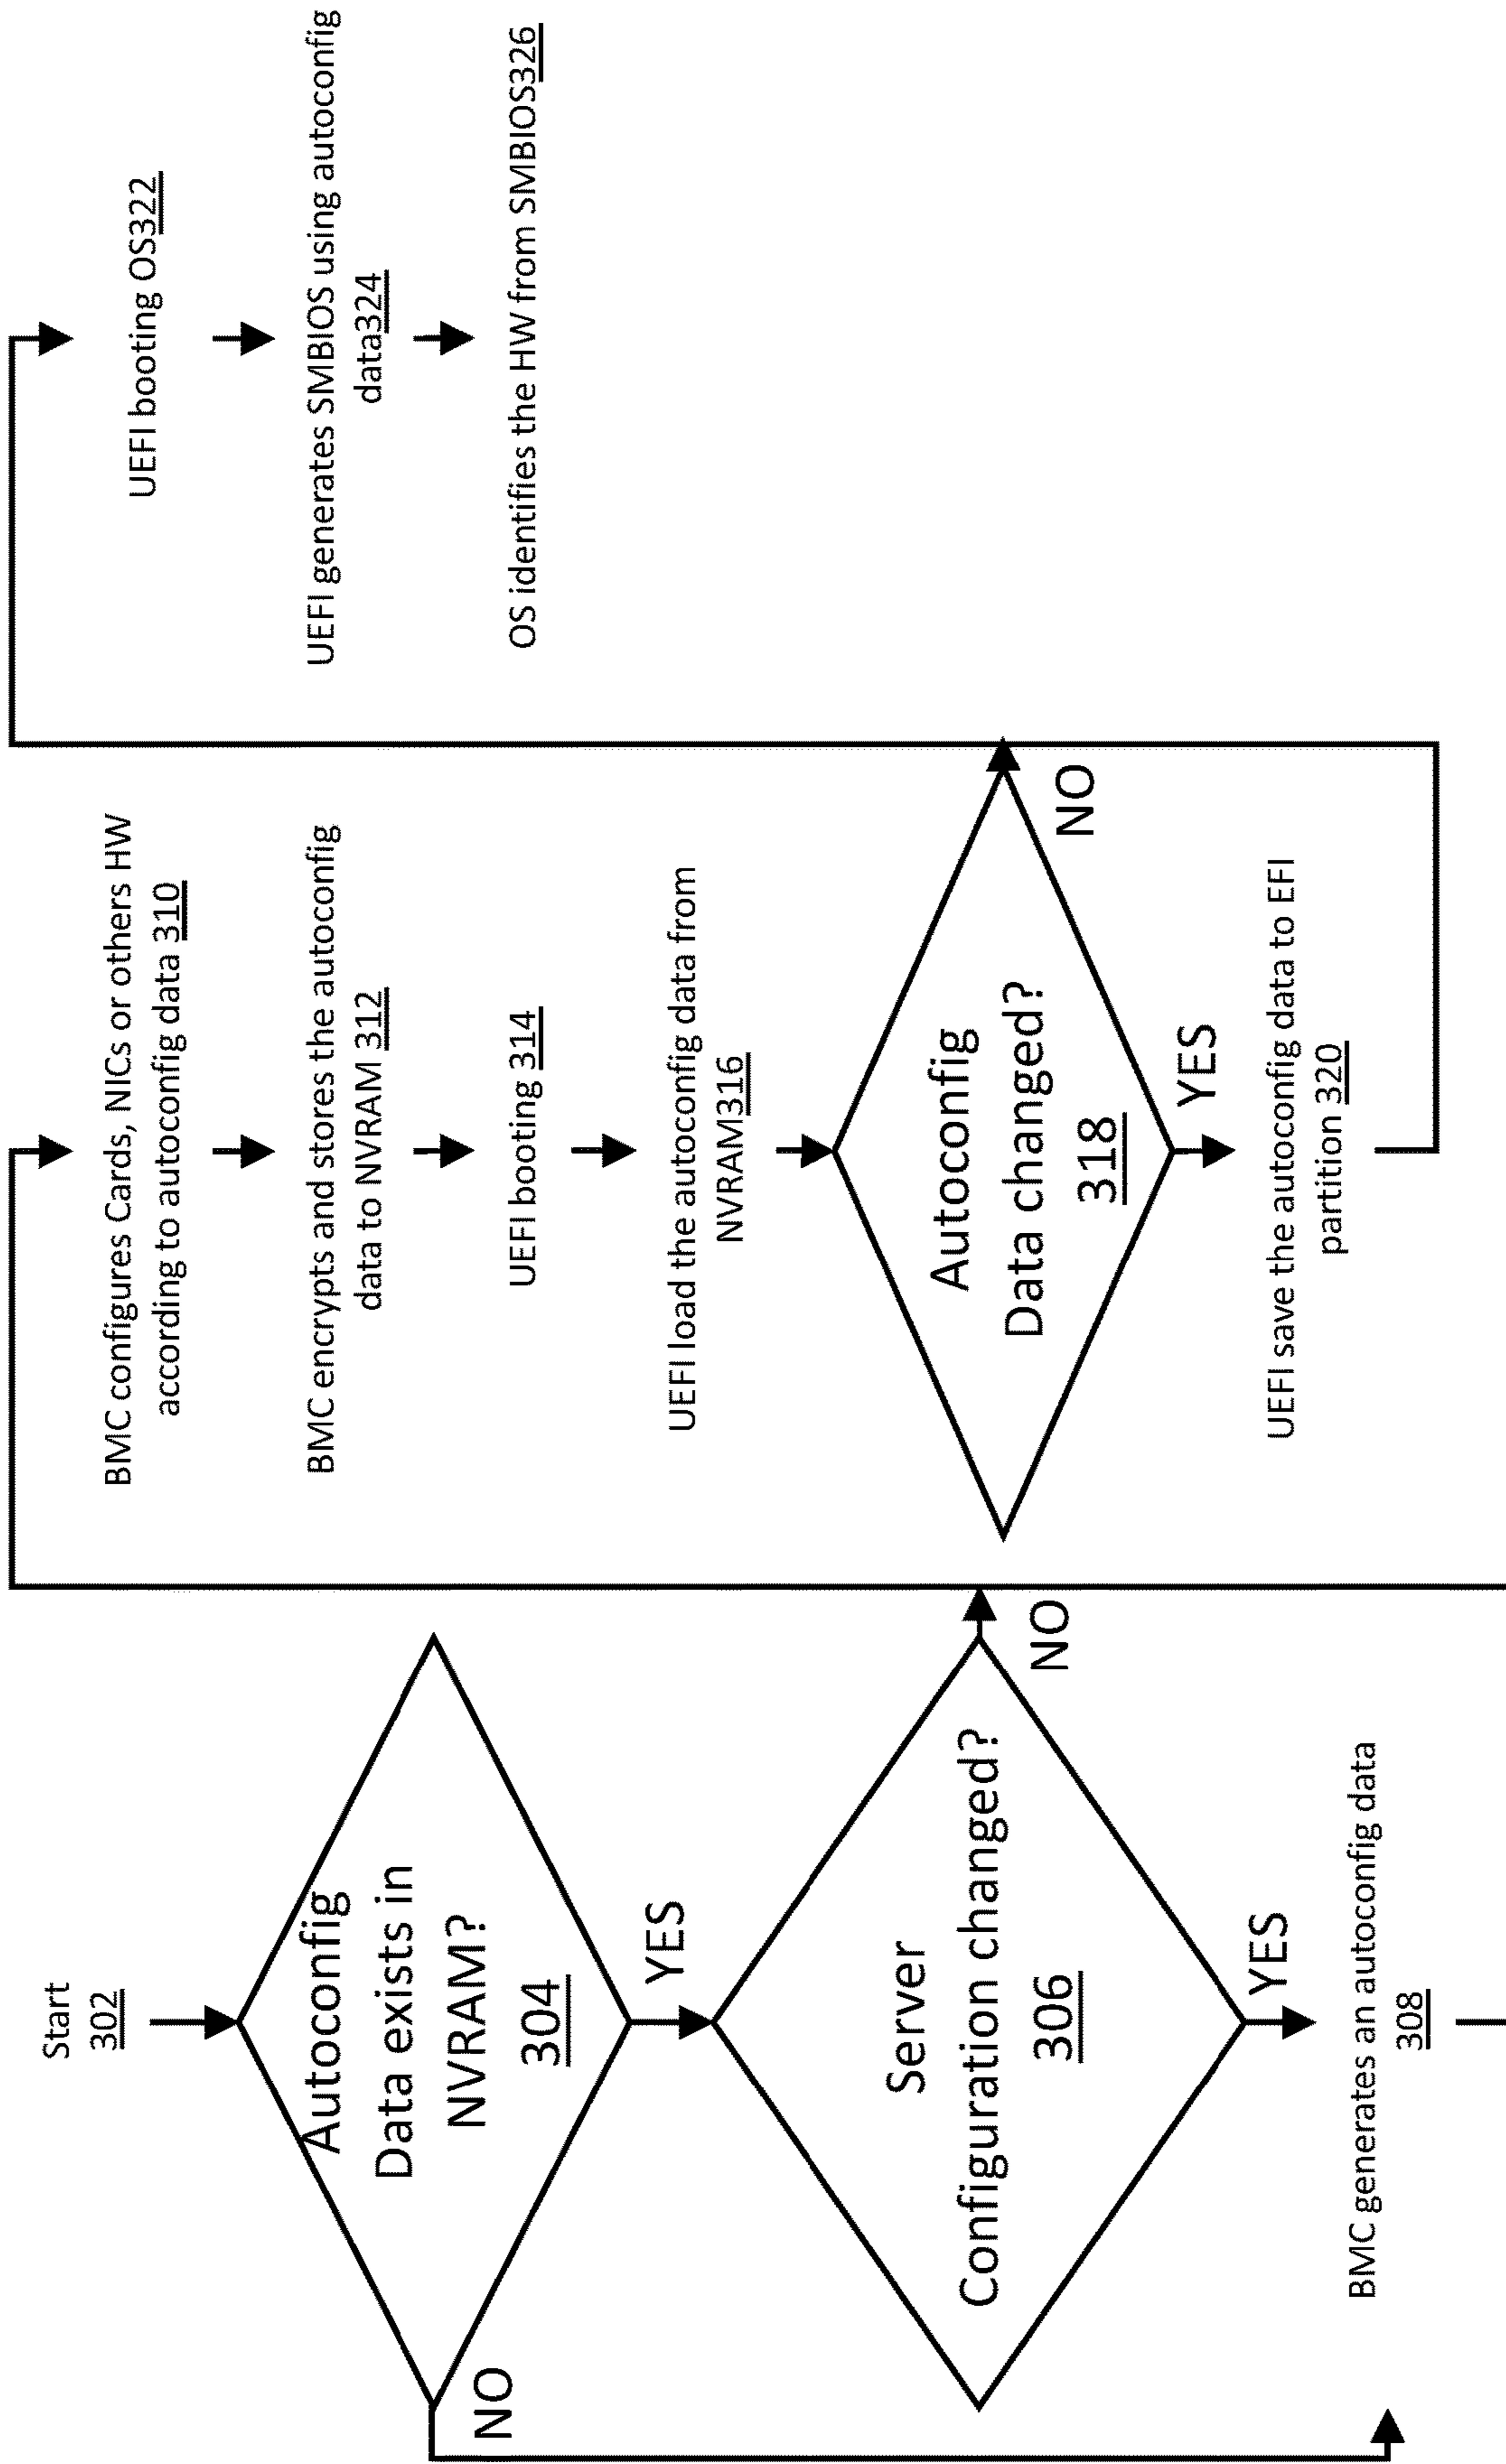 Start
302
Autoconfig
Data exists in
NVRAM?
304
NO
YES
Server
Configuration changed?
306
NO
YES
BMC generates an autoconfig data
308
BMC configures Cards, NICs or others HW
according to autoconfig data 310
BMC encrypts and stores the autoconfig
data to NVRAM 312
UEFI booting 314
UEFI load the autoconfig data from
NVRAM316
Autoconfig
Data changed?
318
NO
YES
UEFI save the autoconfig data to EFI
partition 320
UEFI booting OS322
UEFI generates SMBIOS using autoconfig
data324
OS identifies the HW from SMBIOS326